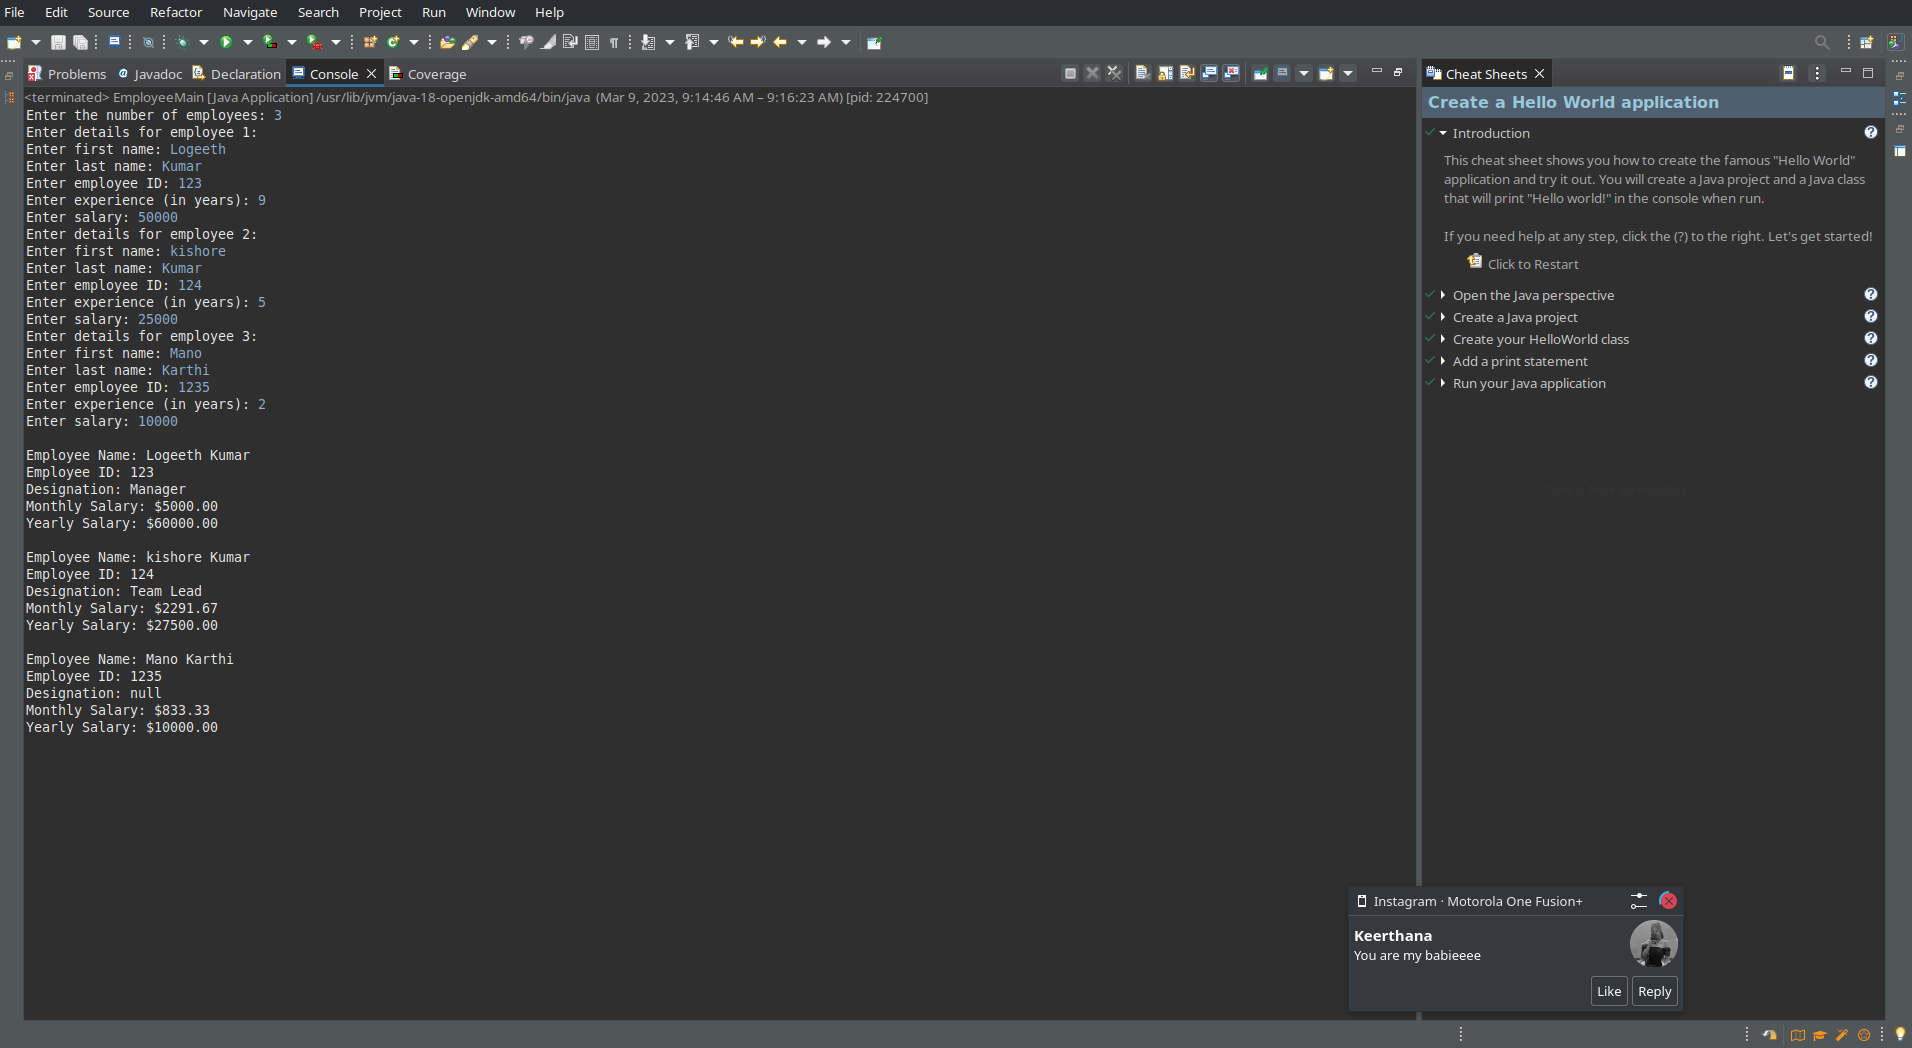 File Edit Source Refactor Navigate Search Project Run Window Help
Problems Javadoc Declaration Console Coverage
<terminated> EmployeeMain [Java Application] /usr/lib/jvm/java-18-openjdk-amd64/bin/java (Mar 9, 2023, 9:14:46 AM – 9:16:23 AM) [pid: 224700]
Enter the number of employees: 3
Enter details for employee 1:
Enter first name: Logeeth
Enter last name: Kumar
Enter employee ID: 123
Enter experience (in years): 9
Enter salary: 50000
Enter details for employee 2:
Enter first name: kishore
Enter last name: Kumar
Enter employee ID: 124
Enter experience (in years): 5
Enter salary: 25000
Enter details for employee 3:
Enter first name: Mano
Enter last name: Karthi
Enter employee ID: 1235
Enter experience (in years): 2
Enter salary: 10000
Employee Name: Logeeth Kumar
Employee ID: 123
Designation: Manager
Monthly Salary: $5000.00
Yearly Salary: $60000.00
Employee Name: kishore Kumar
Employee ID: 124
Designation: Team Lead
Monthly Salary: $2291.67
Yearly Salary: $27500.00
Employee Name: Mano Karthi
Employee ID: 1235
Designation: null
Monthly Salary: $833.33
Yearly Salary: $10000.00
Cheat Sheets
Create a Hello World application
Introduction
This cheat sheet shows you how to create the famous "Hello World"
application and try it out. You will create a Java project and a Java class
that will print "Hello world!" in the console when run.
If you need help at any step, click the (?) to the right. Let's get started!
Click to Restart
Open the Java perspective
Create a Java project
Create your HelloWorld class
Add a print statement
Run your Java application
Instagram · Motorola One Fusion+
Keerthana
You are my babieeee
Like Reply